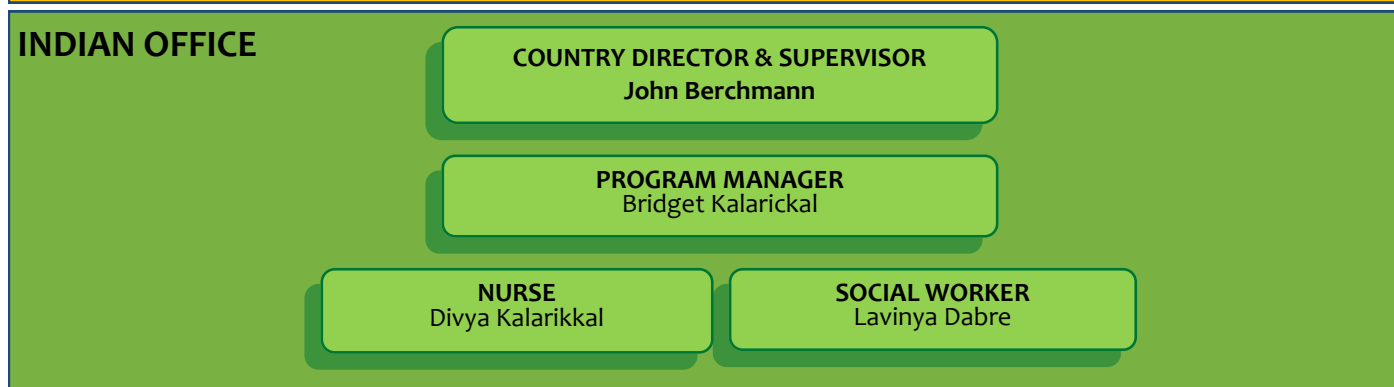 INDIAN OFFICE
COUNTRY DIRECTOR & SUPERVISOR
John Berchmann
PROGRAM MANAGER
Bridget Kalarickal
NURSE
Divya Kalarikkal
SOCIAL WORKER
Lavinya Dabre